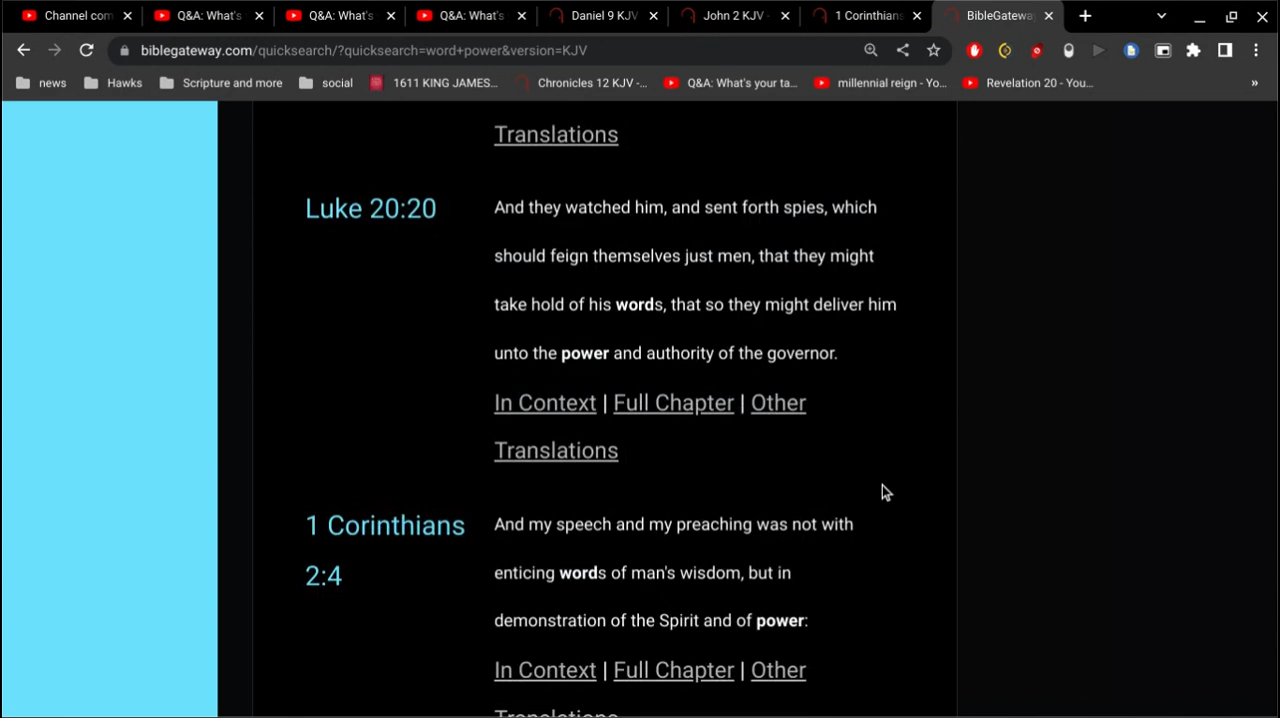 Channel com
Q&A: What's
Q&A: What's
Q&A: What's
Daniel 9 KJV
John 2 KJV -
1 Corinthians
BibleGateway
biblegateway.com/quicksearch/?quicksearch=word+power&version=KJV
news
Hawks
Scripture and more
social
1611 KING JAMES...
Chronicles 12 KJV -...
Q&A: What's your ta...
millennial reign - Yo...
Revelation 20 - You...
»
Translations
Luke 20:20
And they watched him, and sent forth spies, which
should feign themselves just men, that they might
take hold of his words, that so they might deliver him
unto the power and authority of the governor.
In Context | Full Chapter | Other
Translations
1 Corinthians
2:4
And my speech and my preaching was not with
enticing words of man's wisdom, but in
demonstration of the Spirit and of power:
In Context | Full Chapter | Other
Translations